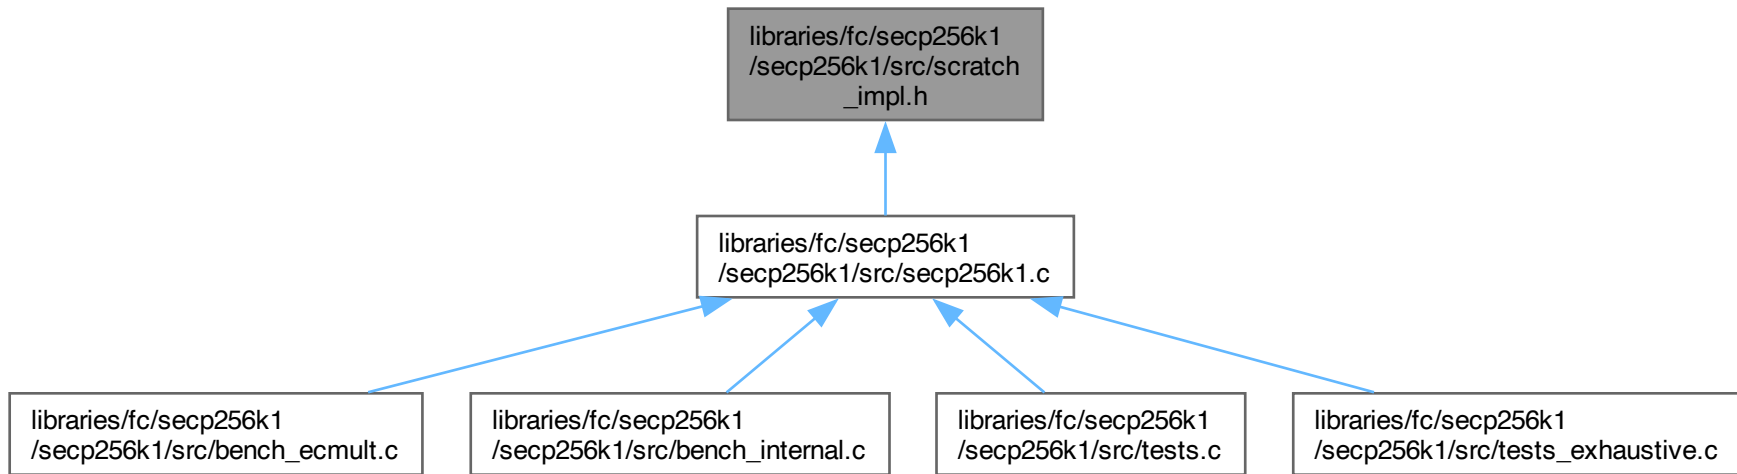 libraries/fc/secp256k1
/secp256k1/src/scratch
_impl.h
libraries/fc/secp256k1
/secp256k1/src/secp256k1.c
libraries/fc/secp256k1
/secp256k1/src/bench_ecmult.c
libraries/fc/secp256k1
/secp256k1/src/bench_internal.c
libraries/fc/secp256k1
/secp256k1/src/tests.c
libraries/fc/secp256k1
/secp256k1/src/tests_exhaustive.c